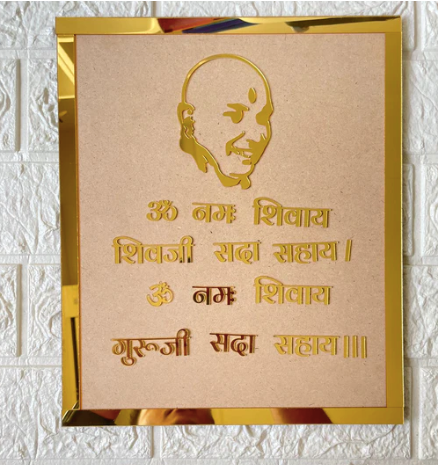 ॐ नमः शिवाय
शिवजी सदा सहाय।
ॐ नमः शिवाय
गुरूजी सदा सहाय॥।